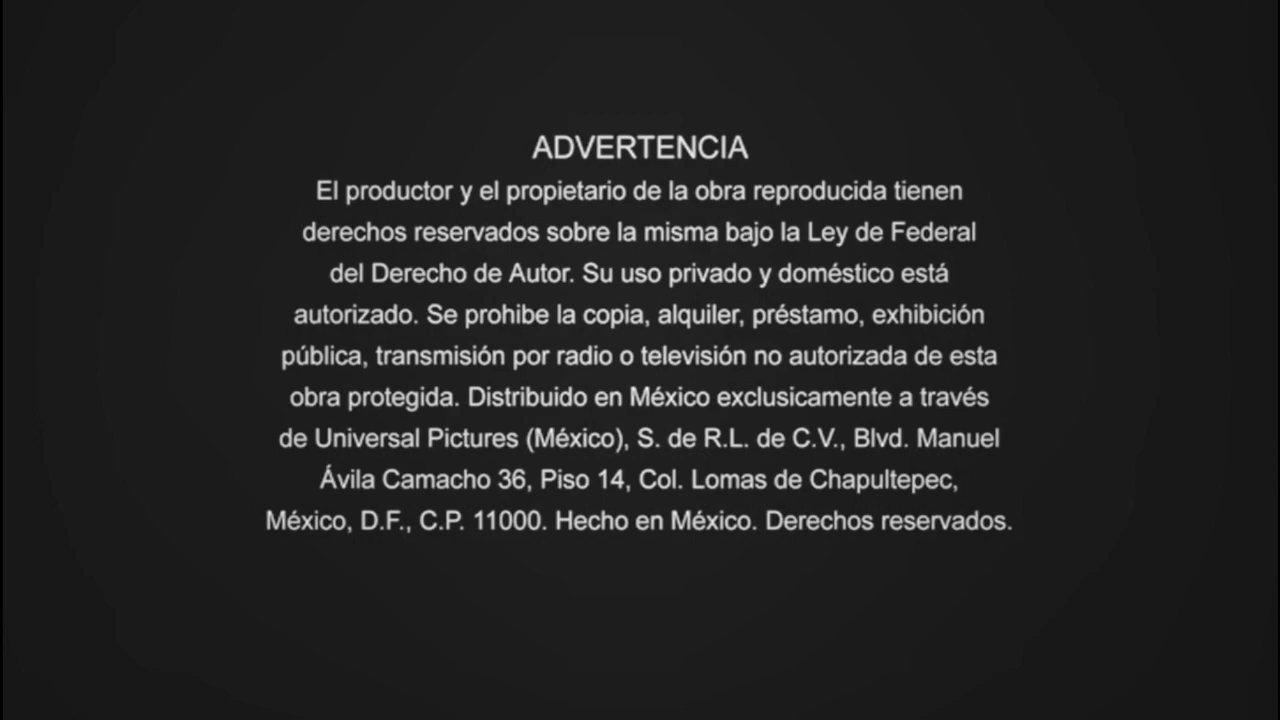 ADVERTENCIA
El productor y el propietario de la obra reproducida tienen
derechos reservados sobre la misma bajo la Ley de Federal
del Derecho de Autor. Su uso privado y doméstico está
autorizado. Se prohibe la copia, alquiler, préstamo, exhibición
pública, transmisión por radio o televisión no autorizada de esta
obra protegida. Distribuido en México exclusicamente a través
de Universal Pictures (México), S. de R.L. de C.V., Blvd. Manuel
Ávila Camacho 36, Piso 14, Col. Lomas de Chapultepec,
México, D.F., C.P. 11000. Hecho en México. Derechos reservados.